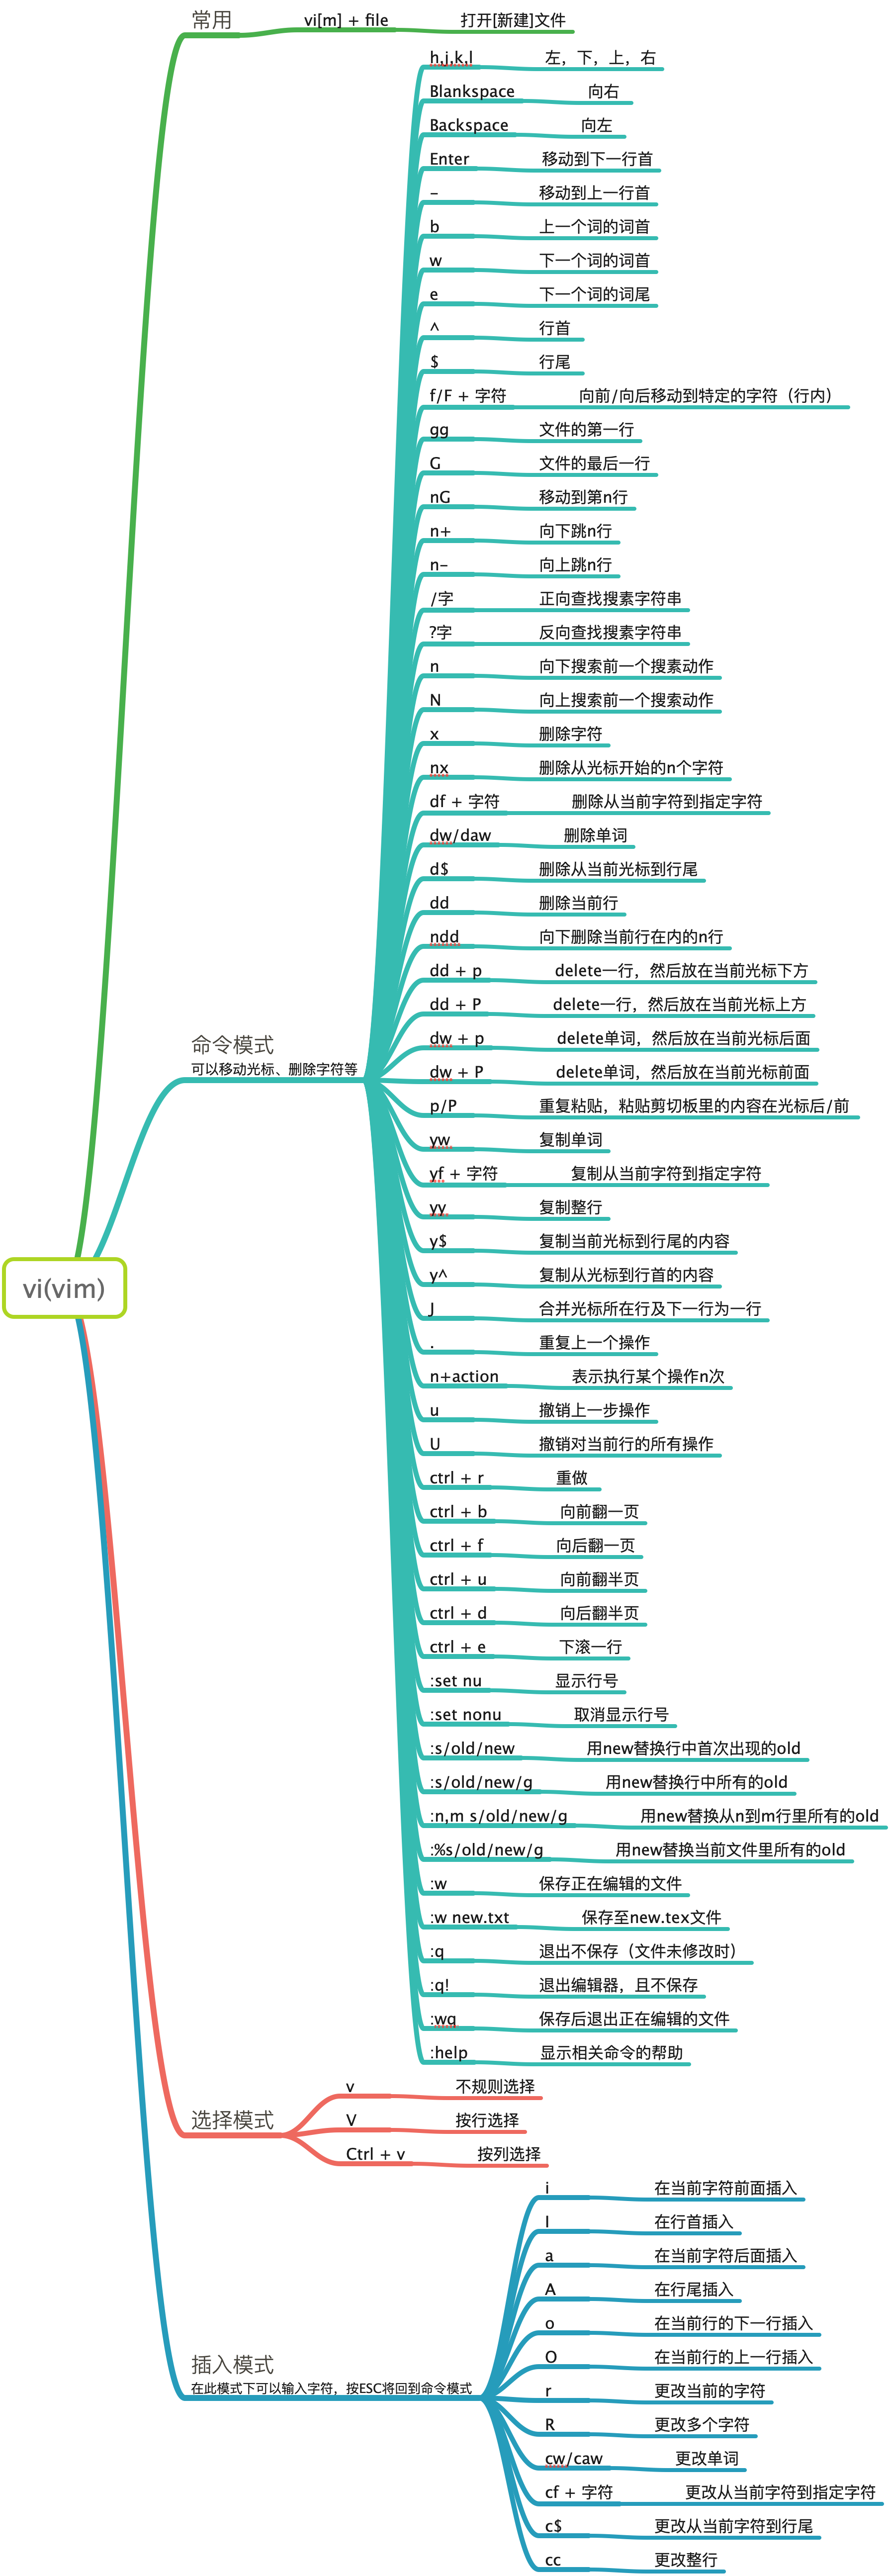 常用
vi[m] + file 打开[新建]文件
h,j,k,l 左，下，上，右
Blankspace 向右
Backspace 向左
Enter 移动到下一行首
- 移动到上一行首
b 上一个词的词首
w 下一个词的词首
e 下一个词的词尾
^ 行首
$ 行尾
f/F + 字符 向前/向后移动到特定的字符（行内）
gg 文件的第一行
G 文件的最后一行
nG 移动到第n行
n+ 向下跳n行
n- 向上跳n行
/字 正向查找搜素字符串
?字 反向查找搜素字符串
n 向下搜索前一个搜素动作
N 向上搜索前一个搜索动作
x 删除字符
nx 删除从光标开始的n个字符
df + 字符 删除从当前字符到指定字符
dw/daw 删除单词
d$ 删除从当前光标到行尾
dd 删除当前行
ndd 向下删除当前行在内的n行
dd + p delete一行，然后放在当前光标下方
dd + P delete一行，然后放在当前光标上方
命令模式
可以移动光标、删除字符等
dw + p delete单词，然后放在当前光标后面
dw + P delete单词，然后放在当前光标前面
p/P 重复粘贴，粘贴剪切板里的内容在光标后/前
yw 复制单词
yf + 字符 复制从当前字符到指定字符
yy 复制整行
y$ 复制当前光标到行尾的内容
y^ 复制从光标到行首的内容
vi(vim)
J 合并光标所在行及下一行为一行
. 重复上一个操作
n+action 表示执行某个操作n次
u 撤销上一步操作
U 撤销对当前行的所有操作
ctrl + r 重做
ctrl + b 向前翻一页
ctrl + f 向后翻一页
ctrl + u 向前翻半页
ctrl + d 向后翻半页
ctrl + e 下滚一行
:set nu 显示行号
:set nonu 取消显示行号
:s/old/new 用new替换行中首次出现的old
:s/old/new/g 用new替换行中所有的old
:n,m s/old/new/g 用new替换从n到m行里所有的old
:%s/old/new/g 用new替换当前文件里所有的old
:w 保存正在编辑的文件
:w new.txt 保存至new.tex文件
:q 退出不保存（文件未修改时）
:q! 退出编辑器，且不保存
:wq 保存后退出正在编辑的文件
:help 显示相关命令的帮助
选择模式
v 不规则选择
V 按行选择
Ctrl + v 按列选择
插入模式
在此模式下可以输入字符，按ESC将回到命令模式
i 在当前字符前面插入
I 在行首插入
a 在当前字符后面插入
A 在行尾插入
o 在当前行的下一行插入
O 在当前行的上一行插入
r 更改当前的字符
R 更改多个字符
cw/caw 更改单词
cf + 字符 更改从当前字符到指定字符
c$ 更改从当前字符到行尾
cc 更改整行